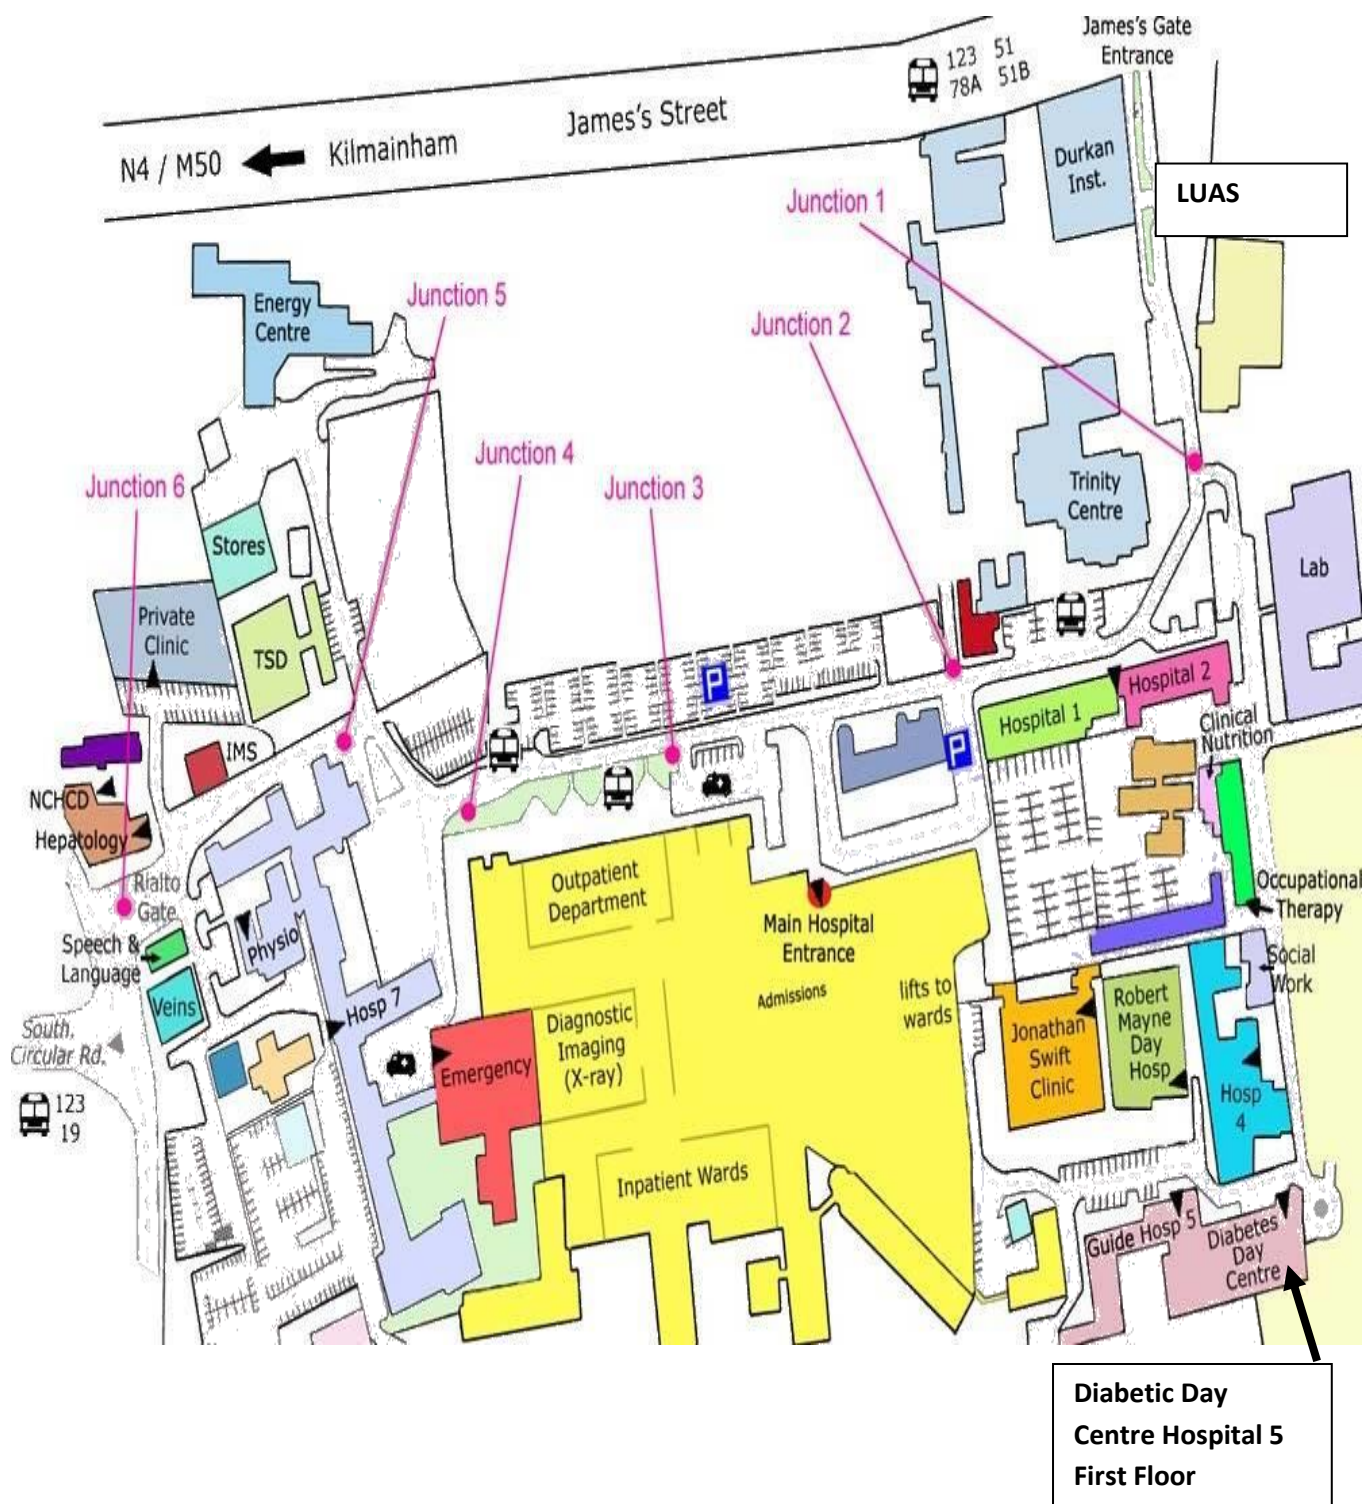 James's Gate
Entrance
123 51
78A 51B
James's Street
N4 / M50
Kilmainham
Durkan
Inst.
LUAS
Junction 1
Junction 5
Energy
Centre
Junction 2
Junction 4
Junction 6
Junction 3
Trinity
Centre
Stores
Lab
Private
Clinic
TSD
P
Hospital 2
Hospital 1
Clinical
Nutrition
IMS
P
NCHCD
Hepatology
Rialto
Gate
Outpatient
Department
Occupational
Therapy
Main Hospital
Entrance
Speech &
Language
Physio
Social
Work
Admissions
lifts to
wards
Veins
Hosp 7
Robert
Mayne
Day
Hosp
Jonathan
Swift
Clinic
Diagnostic
Imaging
(X-ray)
South.
Circular Rd.
Emergency
Hosp
4
123
19
Inpatient Wards
Guide Hosp 5
Diabetes
Day
Centre
Diabetic Day
Centre Hospital 5
First Floor